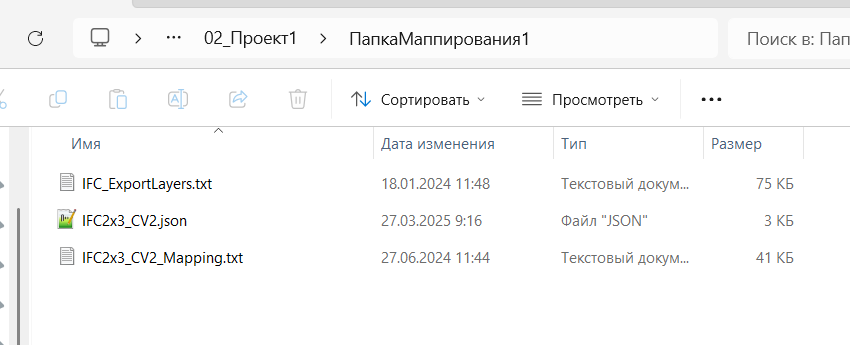 02_Проект1 ПапкаМаппирования1 Поиск в: Пап
Сортировать Просмотреть
Имя Дата изменения Тип Размер
IFC_ExportLayers.txt 18.01.2024 11:48 Текстовый докум... 75 КБ
IFC2x3_CV2.json 27.03.2025 9:16 Файл "JSON" 3 КБ
IFC2x3_CV2_Mapping.txt 27.06.2024 11:44 Текстовый докум... 41 КБ